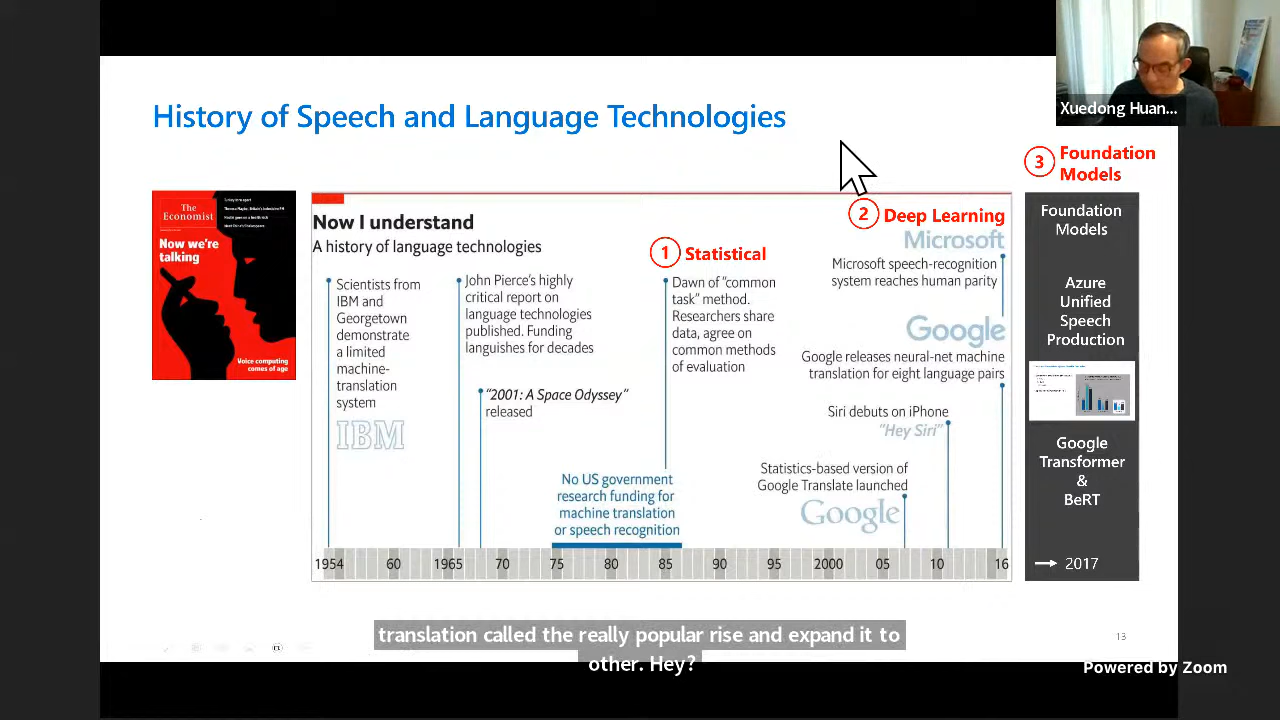 Xuedong Huan...
History of Speech and Language Technologies
3 Foundation
Models
The
Economist
Now we're
talking
Voice computing
comes of age
Now I understand
A history of language technologies
Scientists from
IBM and
Georgetown
demonstrate
a limited
machine-
translation
system
IBM
John Pierce's highly
critical report on
language technologies
published. Funding
languishes for decades
"2001: A Space Odyssey"
released
1 Statistical
Dawn of "common
task" method.
Researchers share
data, agree on
common methods
of evaluation
No US government
research funding for
machine translation
or speech recognition
2 Deep Learning
Microsoft
Microsoft speech-recognition
system reaches human parity
Google
Google releases neural-net machine
translation for eight language pairs
Siri debuts on iPhone
"Hey Siri"
Statistics-based version of
Google Translate launched
Google
1954 60 1965 70 75 80 85 90 95 2000 05 10 16
Foundation
Models
Azure
Unified
Speech
Production
Google
Transformer
&
BeRT
2017
translation called the really popular rise and expand it to
other. Hey?
13
Powered by Zoom